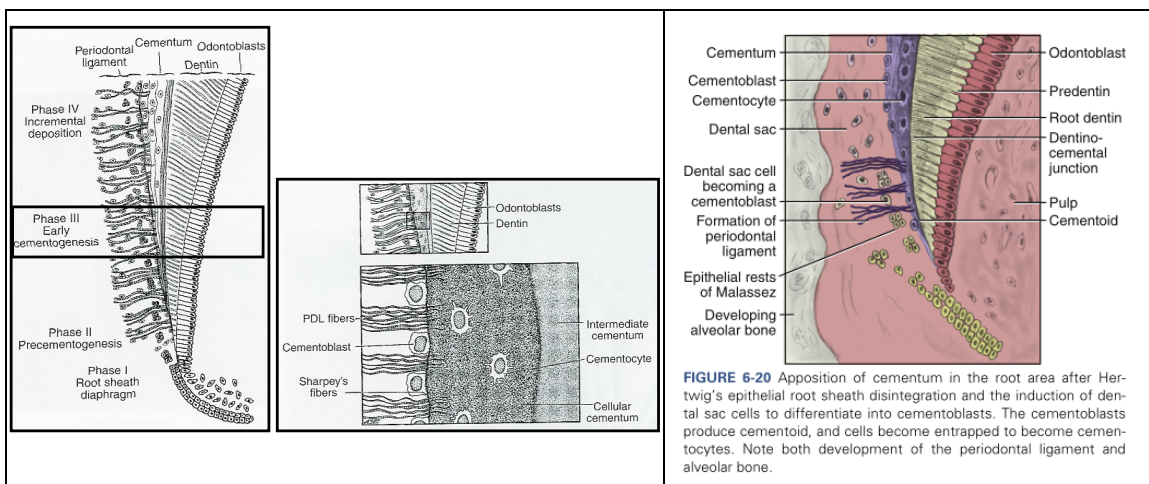 Periodontal
ligament
Cementum
Odontoblasts
Dentin
Phase IV
Incremental
deposition
Phase III
Early
cementogenesis
Phase II
Precementogenesis
Phase I
Root sheath
diaphragm
Odontoblasts
Dentin
PDL fibers
Cementoblast
Sharpey's
fibers
Intermediate
cementum
Cementocyte
Cellular
cementum
Cementum
Cementoblast
Cementocyte
Dental sac
Dental sac cell
becoming a
cementoblast
Formation of
periodontal
ligament
Epithelial rests
of Malassez
Developing
alveolar bone
Odontoblast
Predentin
Root dentin
Dentino-
cemental
junction
Pulp
Cementoid
FIGURE 6-20 Apposition of cementum in the root area after Her-
twig's epithelial root sheath disintegration and the induction of den-
tal sac cells to differentiate into cementoblasts. The cementoblasts
produce cementoid, and cells become entrapped to become cemen-
tocytes. Note both development of the periodontal ligament and
alveolar bone.